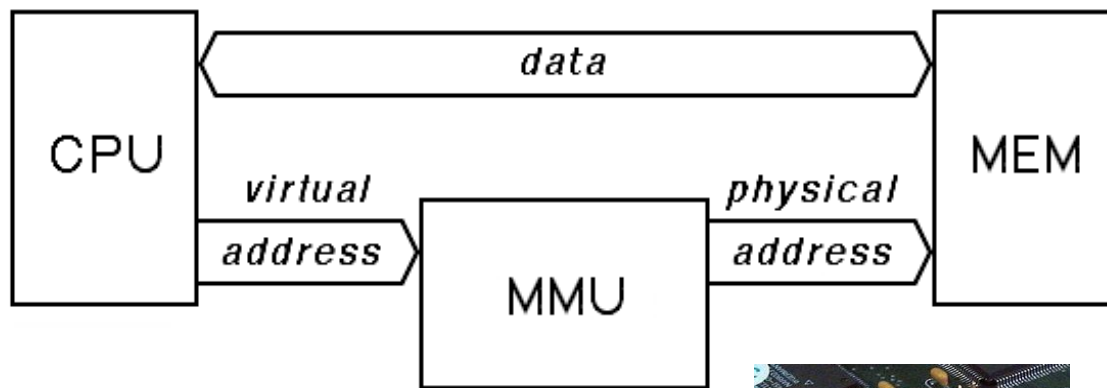 data
CPU
MEM
virtual
physical
address
address
MMU